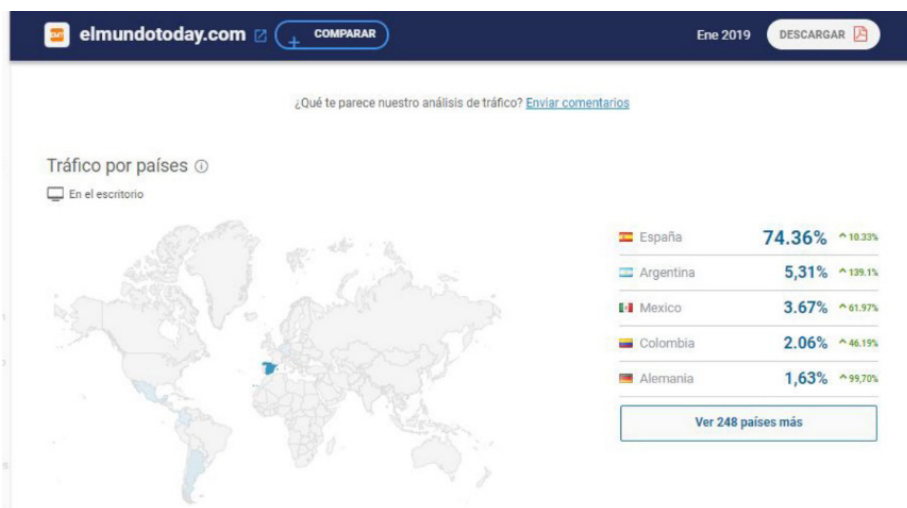 elmundotoday.com + COMPARAR Ene 2019 DESCARGAR
¿Qué te parece nuestro análisis de tráfico? Enviar comentarios
Tráfico por países
En el escritorio
España 74.36% ^ 10.33%
Argentina 5,31% ^ 139.1%
Mexico 3.67% ^ 61.97%
Colombia 2.06% ^ 46.19%
Alemania 1,63% ^ 99,70%
Ver 248 países más